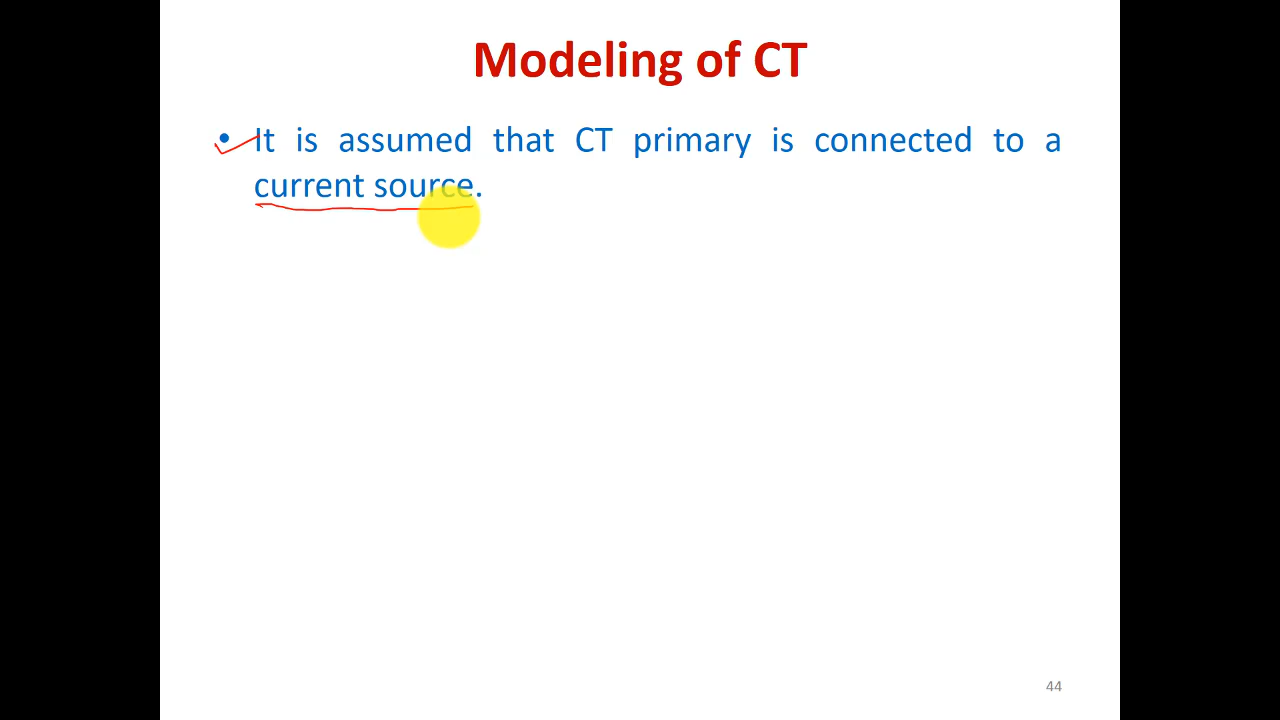 Modeling of CT
• It is assumed that CT primary is connected to a
current source.
44